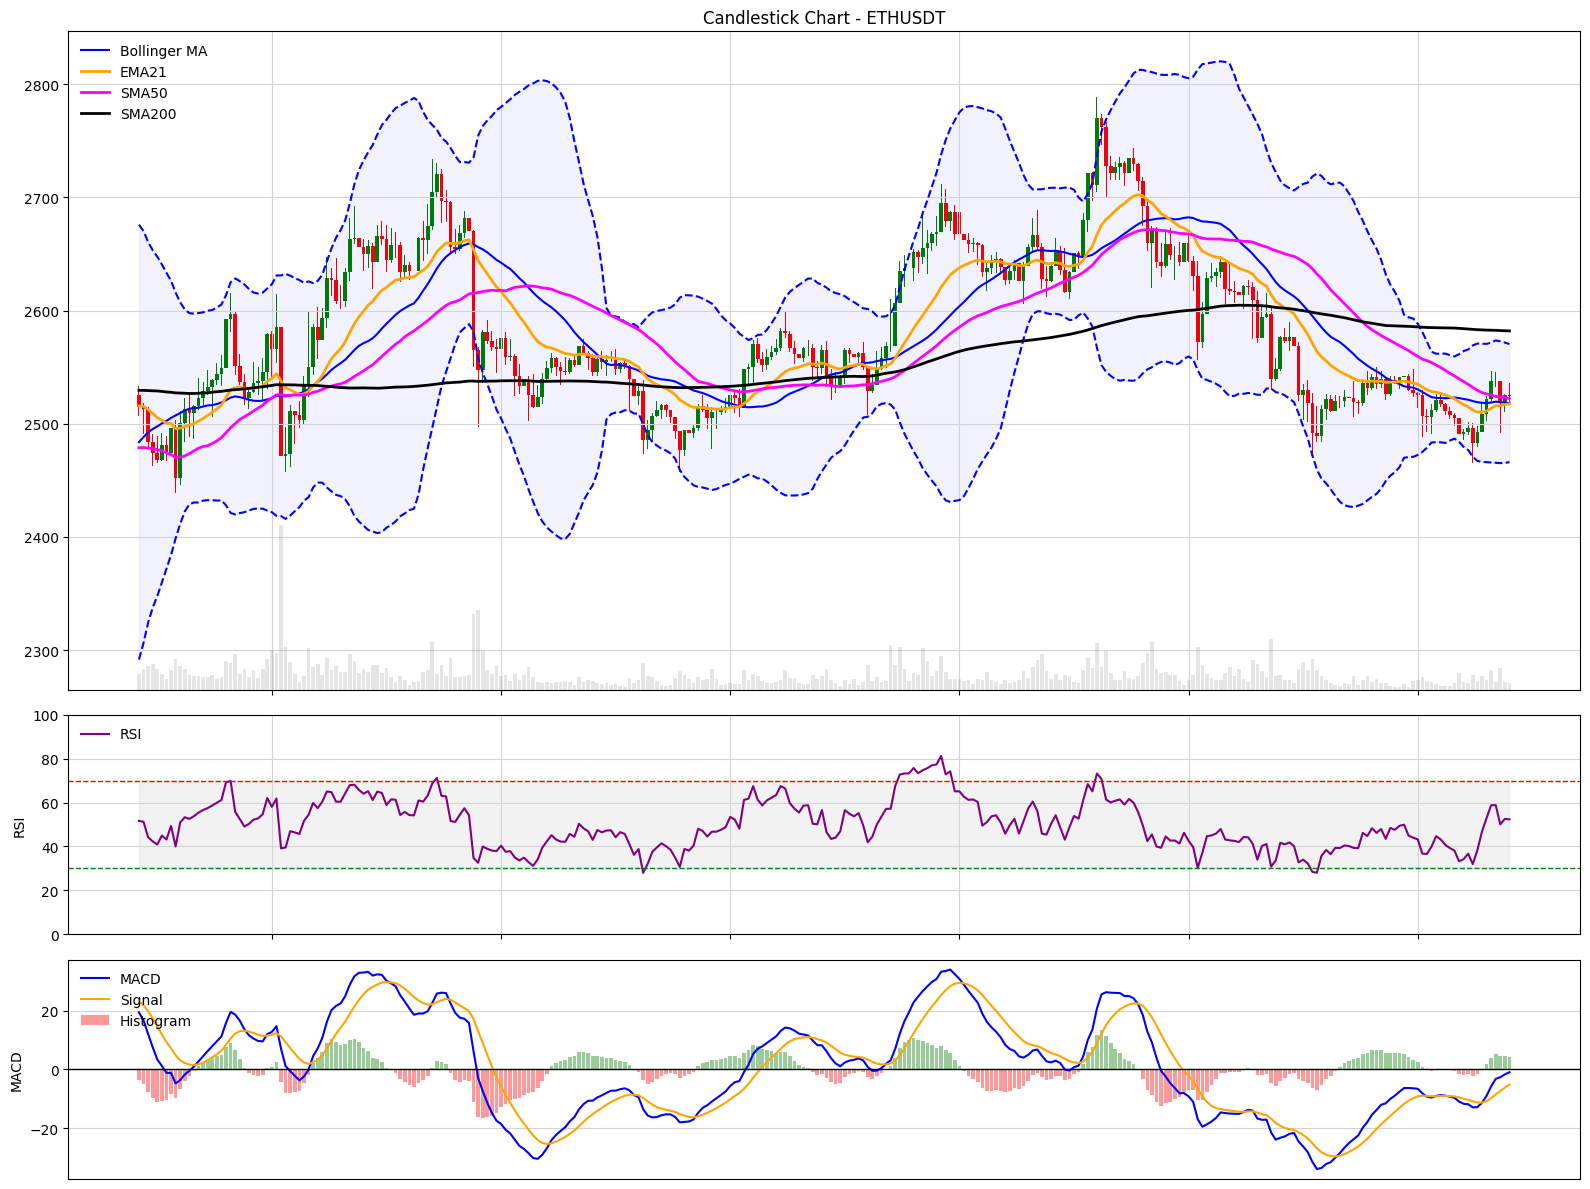 Candlestick Chart - ETHUSDT
Bollinger MA
EMA21
SMA50
SMA200
2800
2700
2600
2500
2400
2300
RSI
100
80
60
40
20
0
RSI
MACD
Signal
Histogram
20
0
−20
MACD